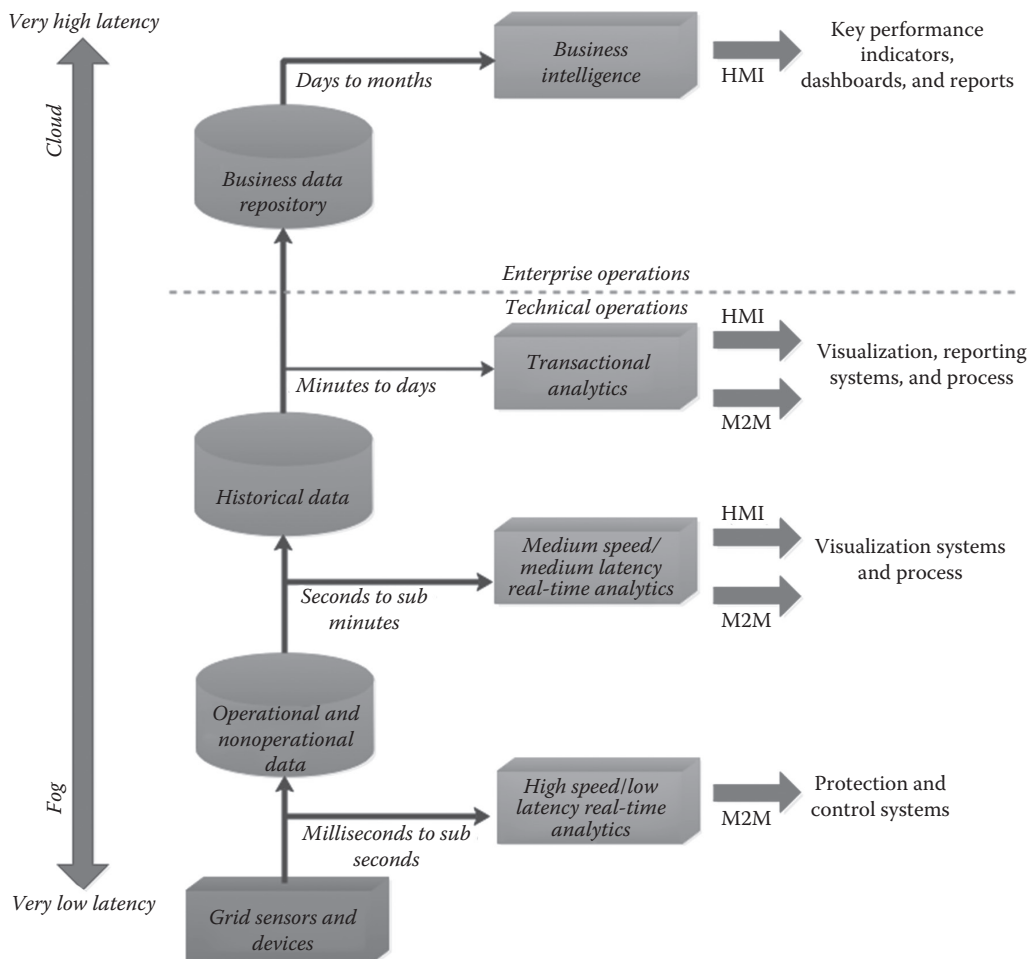 Very high latency
Cloud
Days to months
Business
intelligence
HMI
Key performance
indicators,
dashboards, and reports
Business data
repository
Enterprise operations
Technical operations
Minutes to days
Transactional
analytics
HMI
M2M
Visualization, reporting
systems, and process
Historical data
Seconds to sub
minutes
Medium speed/
medium latency
real-time analytics
HMI
M2M
Visualization systems
and process
Operational and
nonoperational
data
Fog
Milliseconds to sub
seconds
High speed/low
latency real-time
analytics
M2M
Protection and
control systems
Very low latency
Grid sensors and
devices